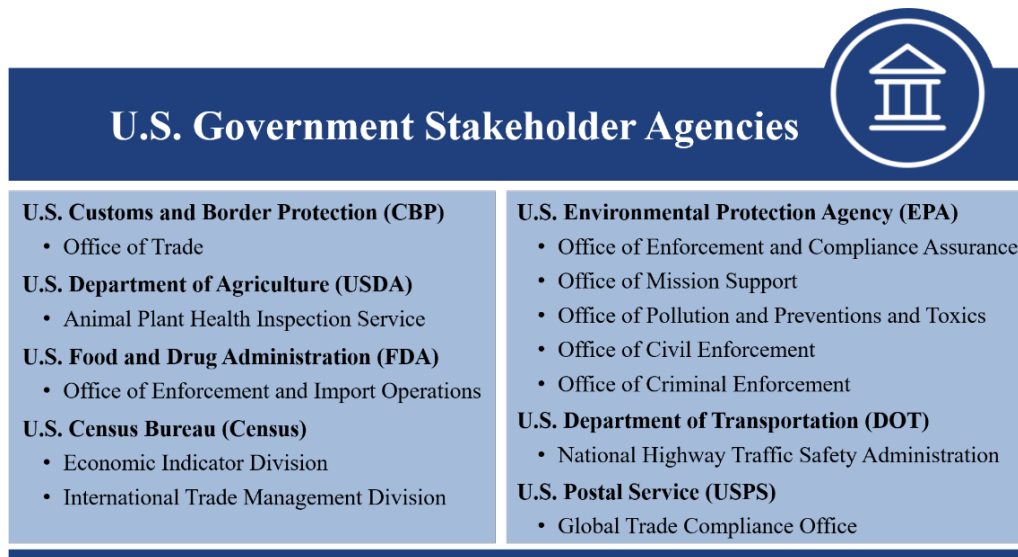 U.S. Government Stakeholder Agencies
U.S. Customs and Border Protection (CBP)
• Office of Trade
U.S. Department of Agriculture (USDA)
• Animal Plant Health Inspection Service
U.S. Food and Drug Administration (FDA)
• Office of Enforcement and Import Operations
U.S. Census Bureau (Census)
• Economic Indicator Division
• International Trade Management Division
U.S. Environmental Protection Agency (EPA)
• Office of Enforcement and Compliance Assurance
• Office of Mission Support
• Office of Pollution and Preventions and Toxics
• Office of Civil Enforcement
• Office of Criminal Enforcement
U.S. Department of Transportation (DOT)
• National Highway Traffic Safety Administration
U.S. Postal Service (USPS)
• Global Trade Compliance Office